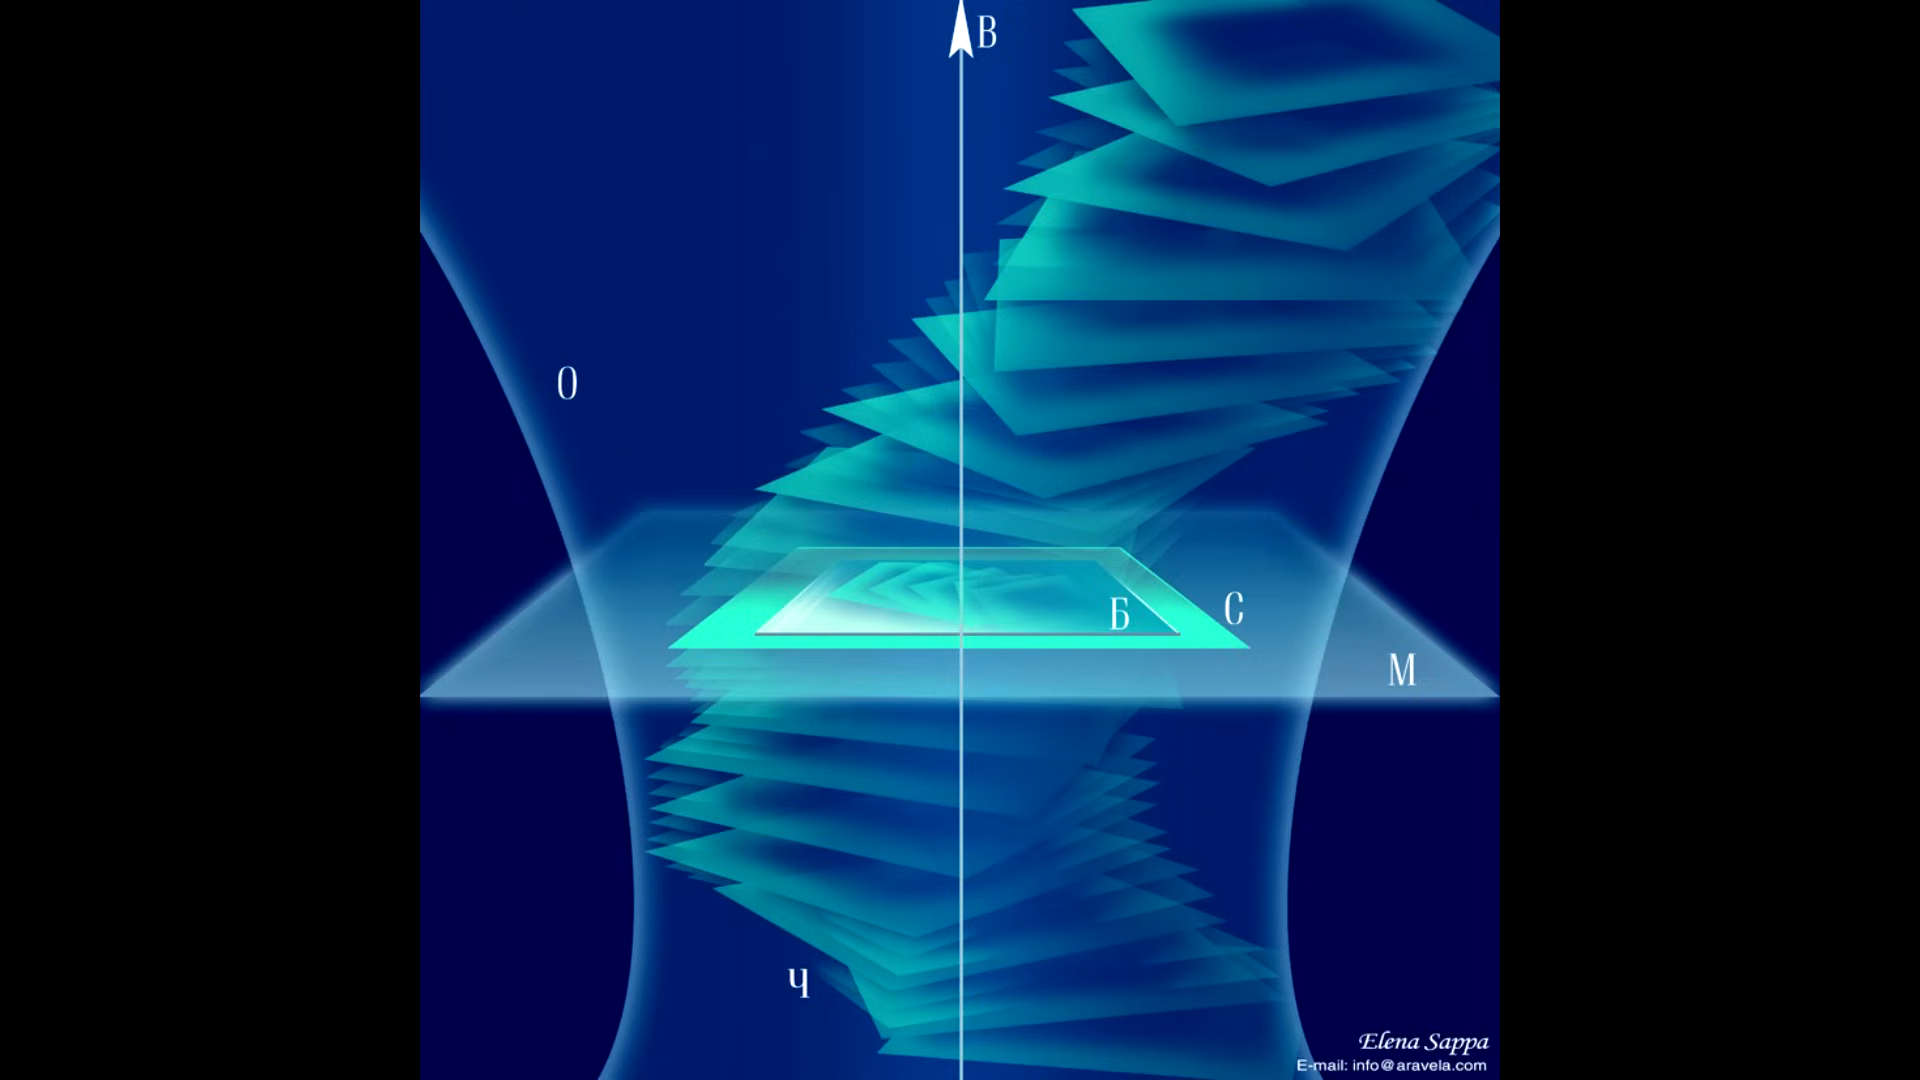 В
О
Б
С
М
ч
Elena Sappa
E-mail: info@aravela.com